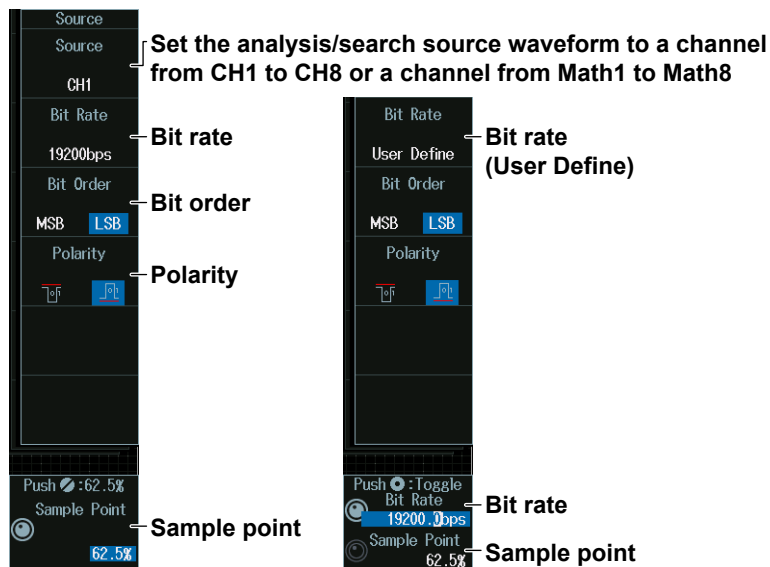 Source
Source
CH1
Set the analysis/search source waveform to a channel
from CH1 to CH8 or a channel from Math1 to Math8
Bit Rate
19200bps
Bit rate
Bit Order
MSB LSB
Bit order
Polarity
Polarity
Push :62.5%
Sample Point
62.5%
Sample point
Bit Rate
User Define
Bit rate
(User Define)
Bit Order
MSB LSB
Polarity
Push :Toggle
Bit Rate
19200.0bps
Bit rate
Sample Point
62.5%
Sample point